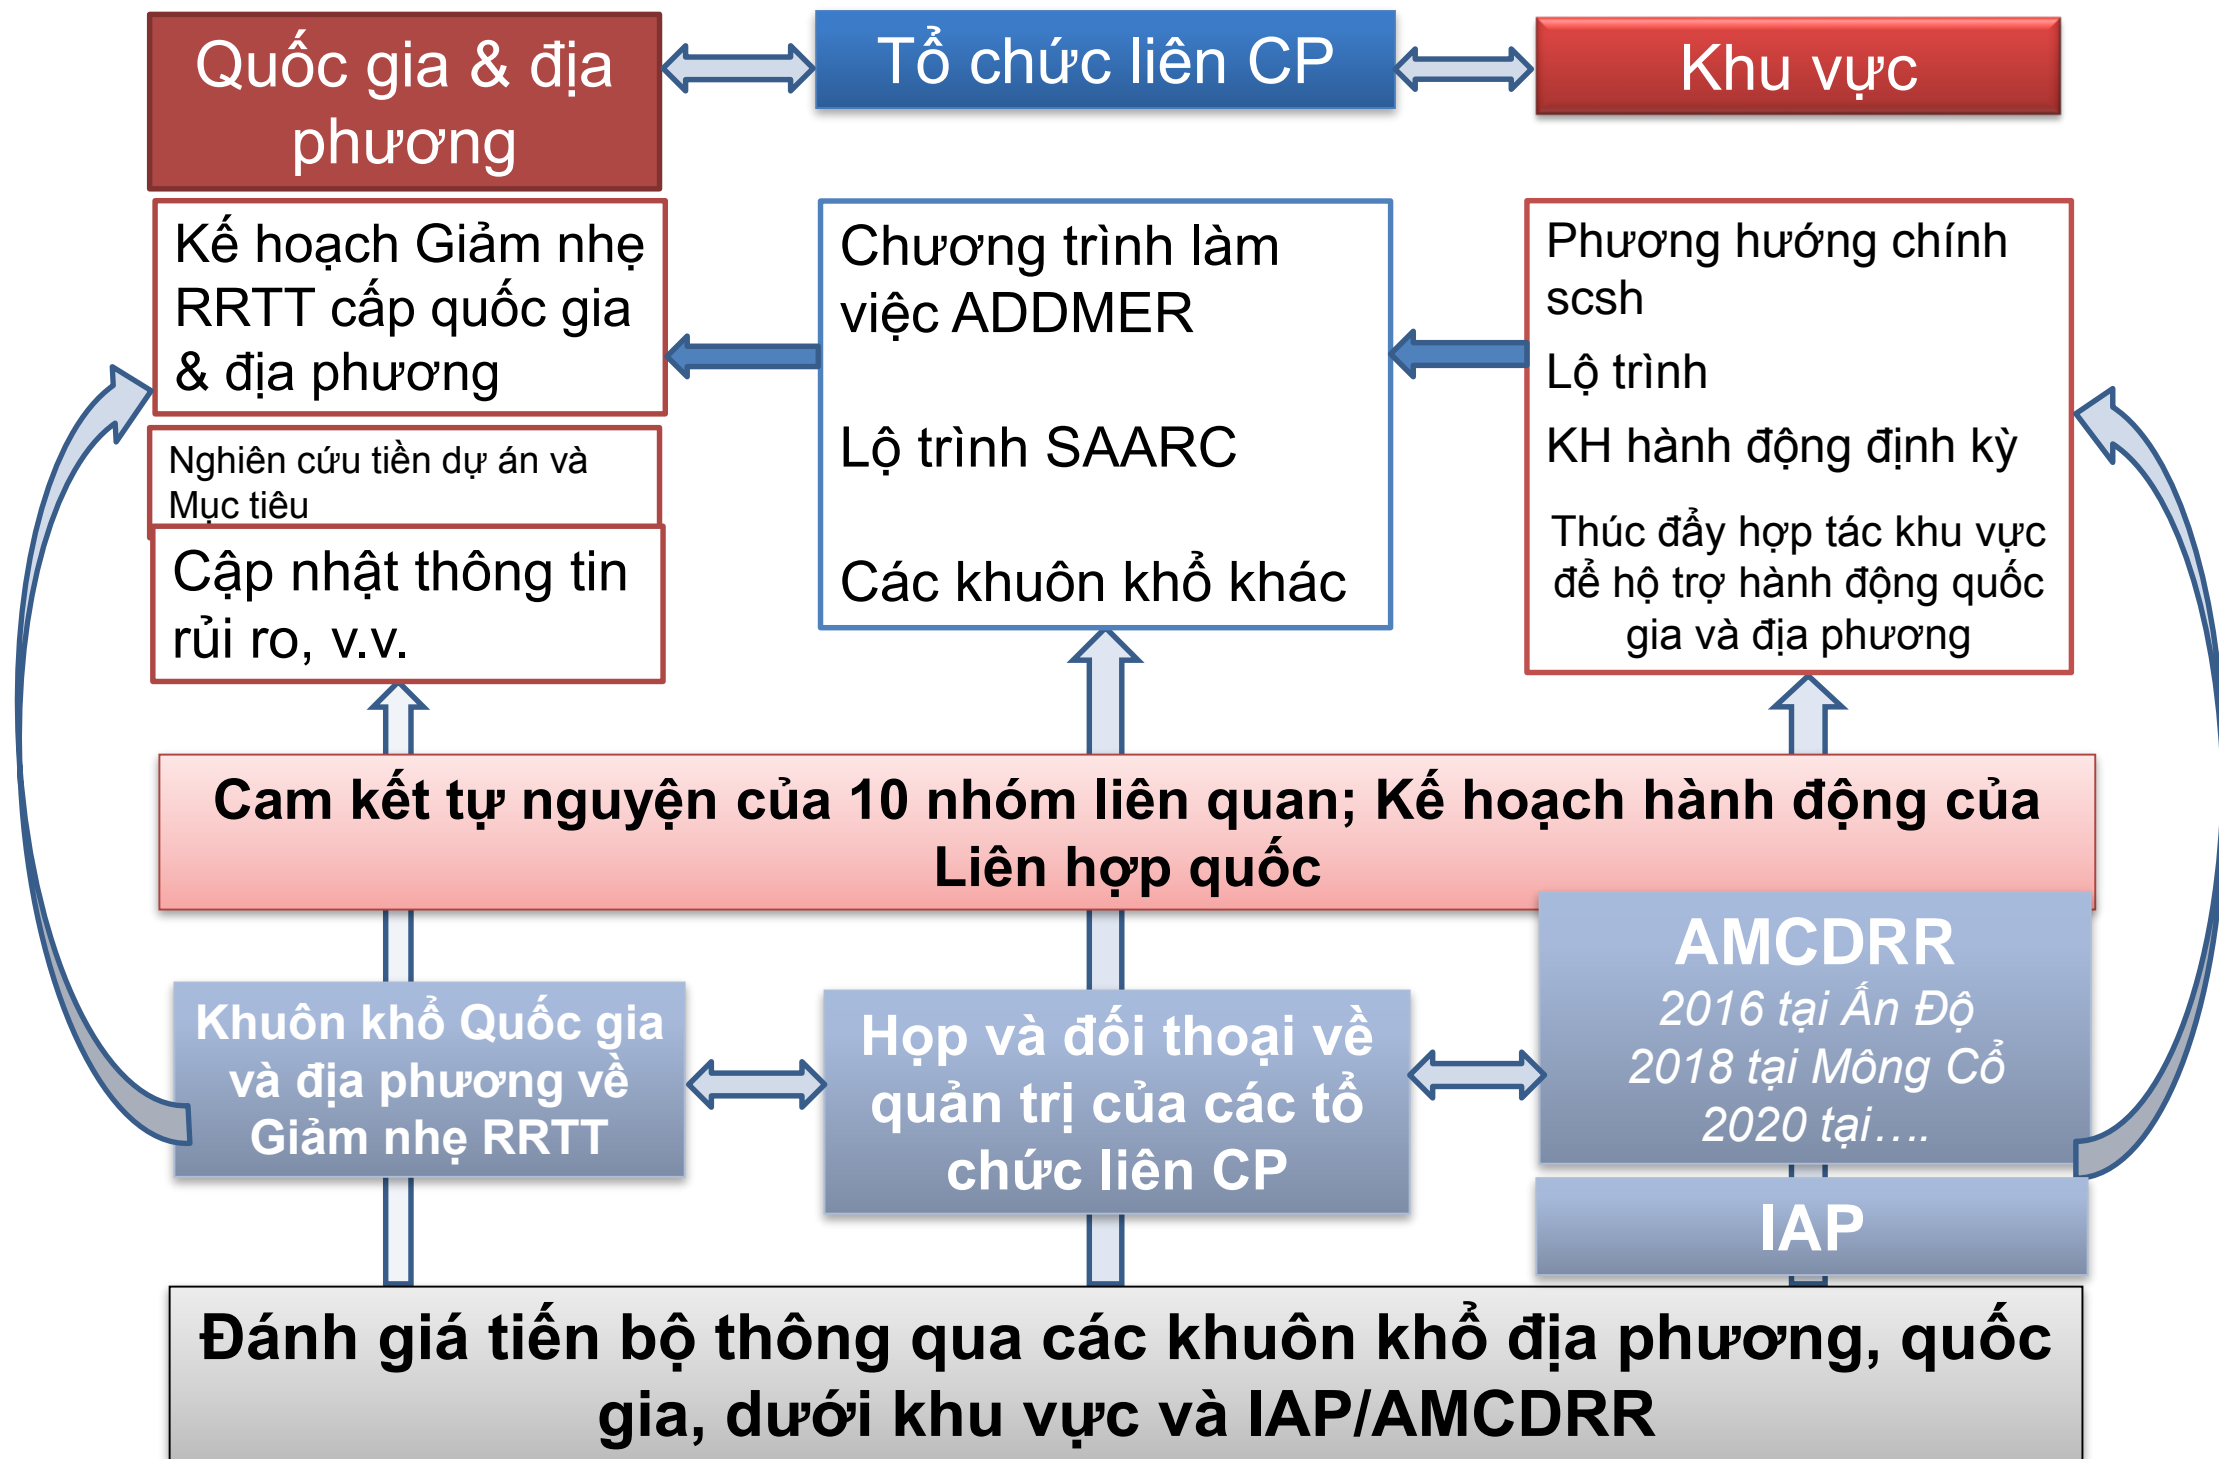 Quốc gia & địa
phương
Tổ chức liên CP
Khu vực
Kế hoạch Giảm nhẹ
RRTT cấp quốc gia
& địa phương
Nghiên cứu tiền dự án và
Mục tiêu
Cập nhật thông tin
rủi ro, v.v.
Chương trình làm
việc ADDMER
Lộ trình SAARC
Các khuôn khổ khác
Phương hướng chính
scsh
Lộ trình
KH hành động định kỳ
Thúc đẩy hợp tác khu vực
để hộ trợ hành động quốc
gia và địa phương
Cam kết tự nguyện của 10 nhóm liên quan; Kế hoạch hành động của
Liên hợp quốc
Khuôn khổ Quốc gia
và địa phương về
Giảm nhẹ RRTT
Họp và đối thoại về
quản trị của các tổ
chức liên CP
AMCDRR
2016 tại Ấn Độ
2018 tại Mông Cổ
2020 tại….
IAP
Đánh giá tiến bộ thông qua các khuôn khổ địa phương, quốc
gia, dưới khu vực và IAP/AMCDRR